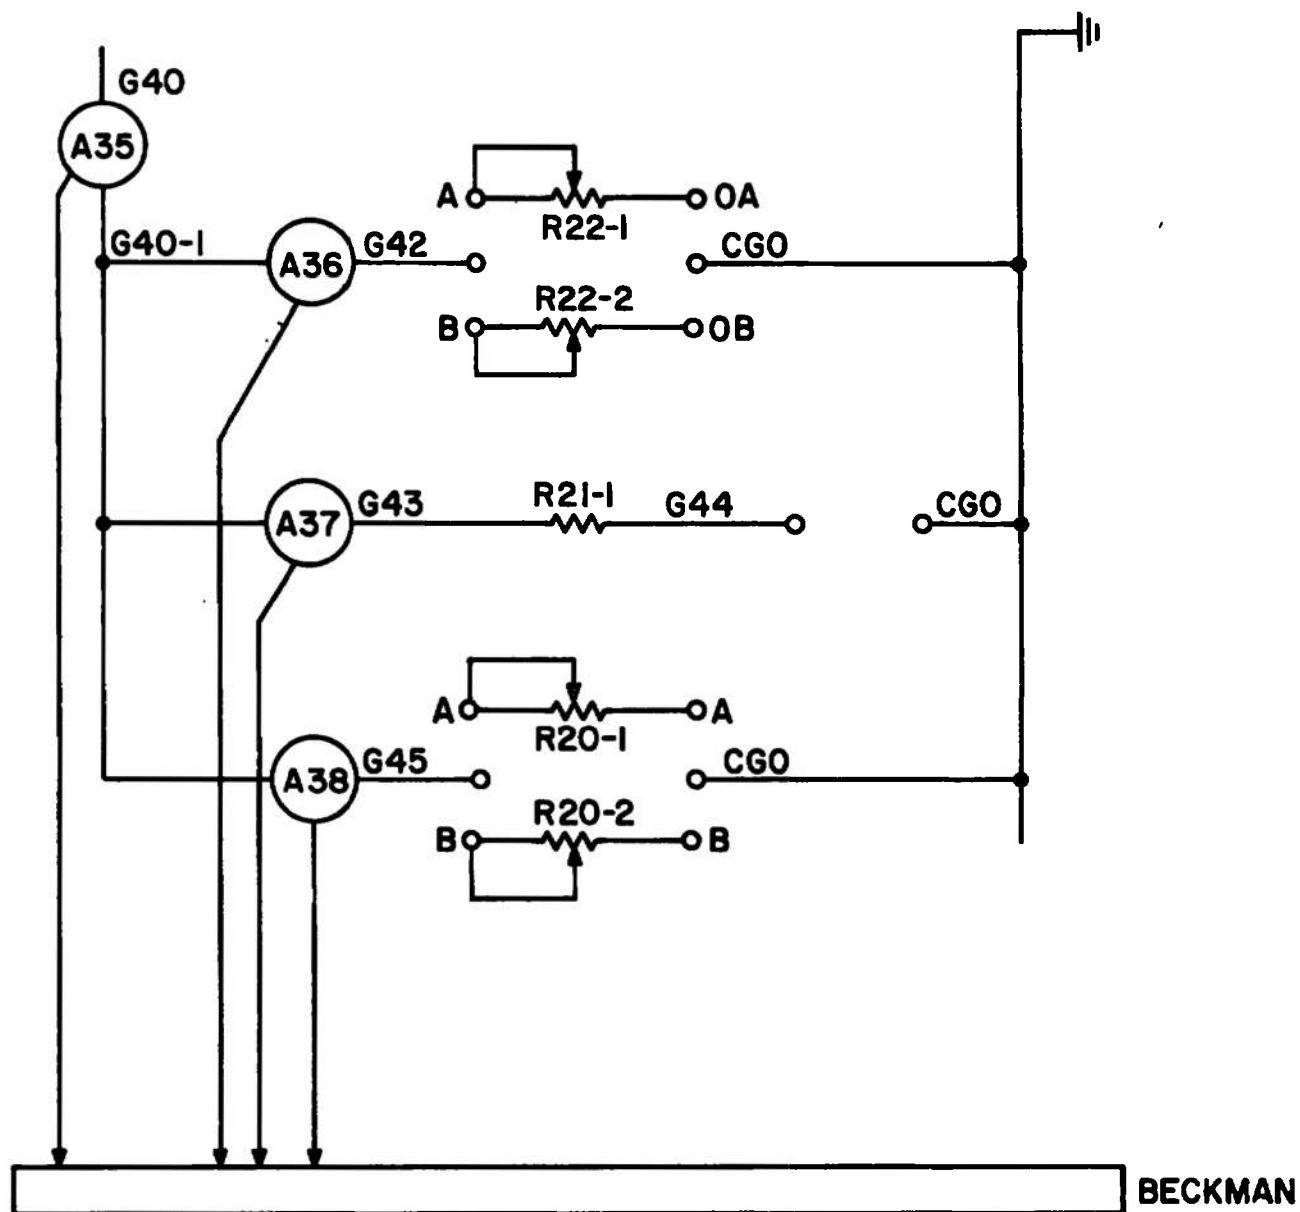 G40
A35
A OA
R22-1
G40-1 A36 G42 CGO
R22-2
B OB
A37 G43 R21-1 G44 CGO
A A
R20-1
A38 G45 CGO
R20-2
B B
BECKMAN